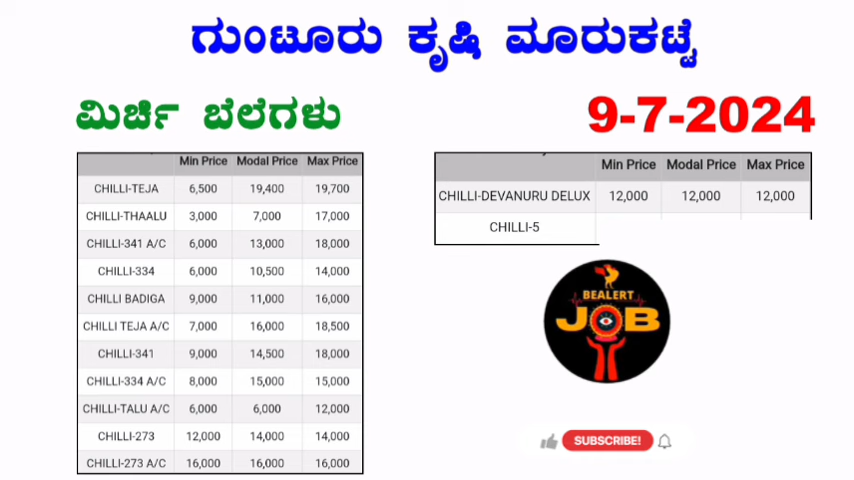 ಗುಂಟೂರು ಕೃಷಿ ಮಾರುಕಟ್ಟೆ
ಮಿರ್ಚಿ ಬೆಲೆಗಳು
9-7-2024
Min Price Modal Price Max Price
CHILLI-TEJA 6,500 19,400 19,700
CHILLI-THAALU 3,000 7,000 17,000
CHILLI-341 A/C 6,000 13,000 18,000
CHILLI-334 6,000 10,500 14,000
CHILLI BADIGA 9,000 11,000 16,000
CHILLI TEJA A/C 7,000 16,000 18,500
CHILLI-341 9,000 14,500 18,000
CHILLI-334 A/C 8,000 15,000 15,000
CHILLI-TALU A/C 6,000 6,000 12,000
CHILLI-273 12,000 14,000 14,000
CHILLI-273 A/C 16,000 16,000 16,000
Min Price Modal Price Max Price
CHILLI-DEVANURU DELUX 12,000 12,000 12,000
CHILLI-5
BEALERT
JOB
SUBSCRIBE!